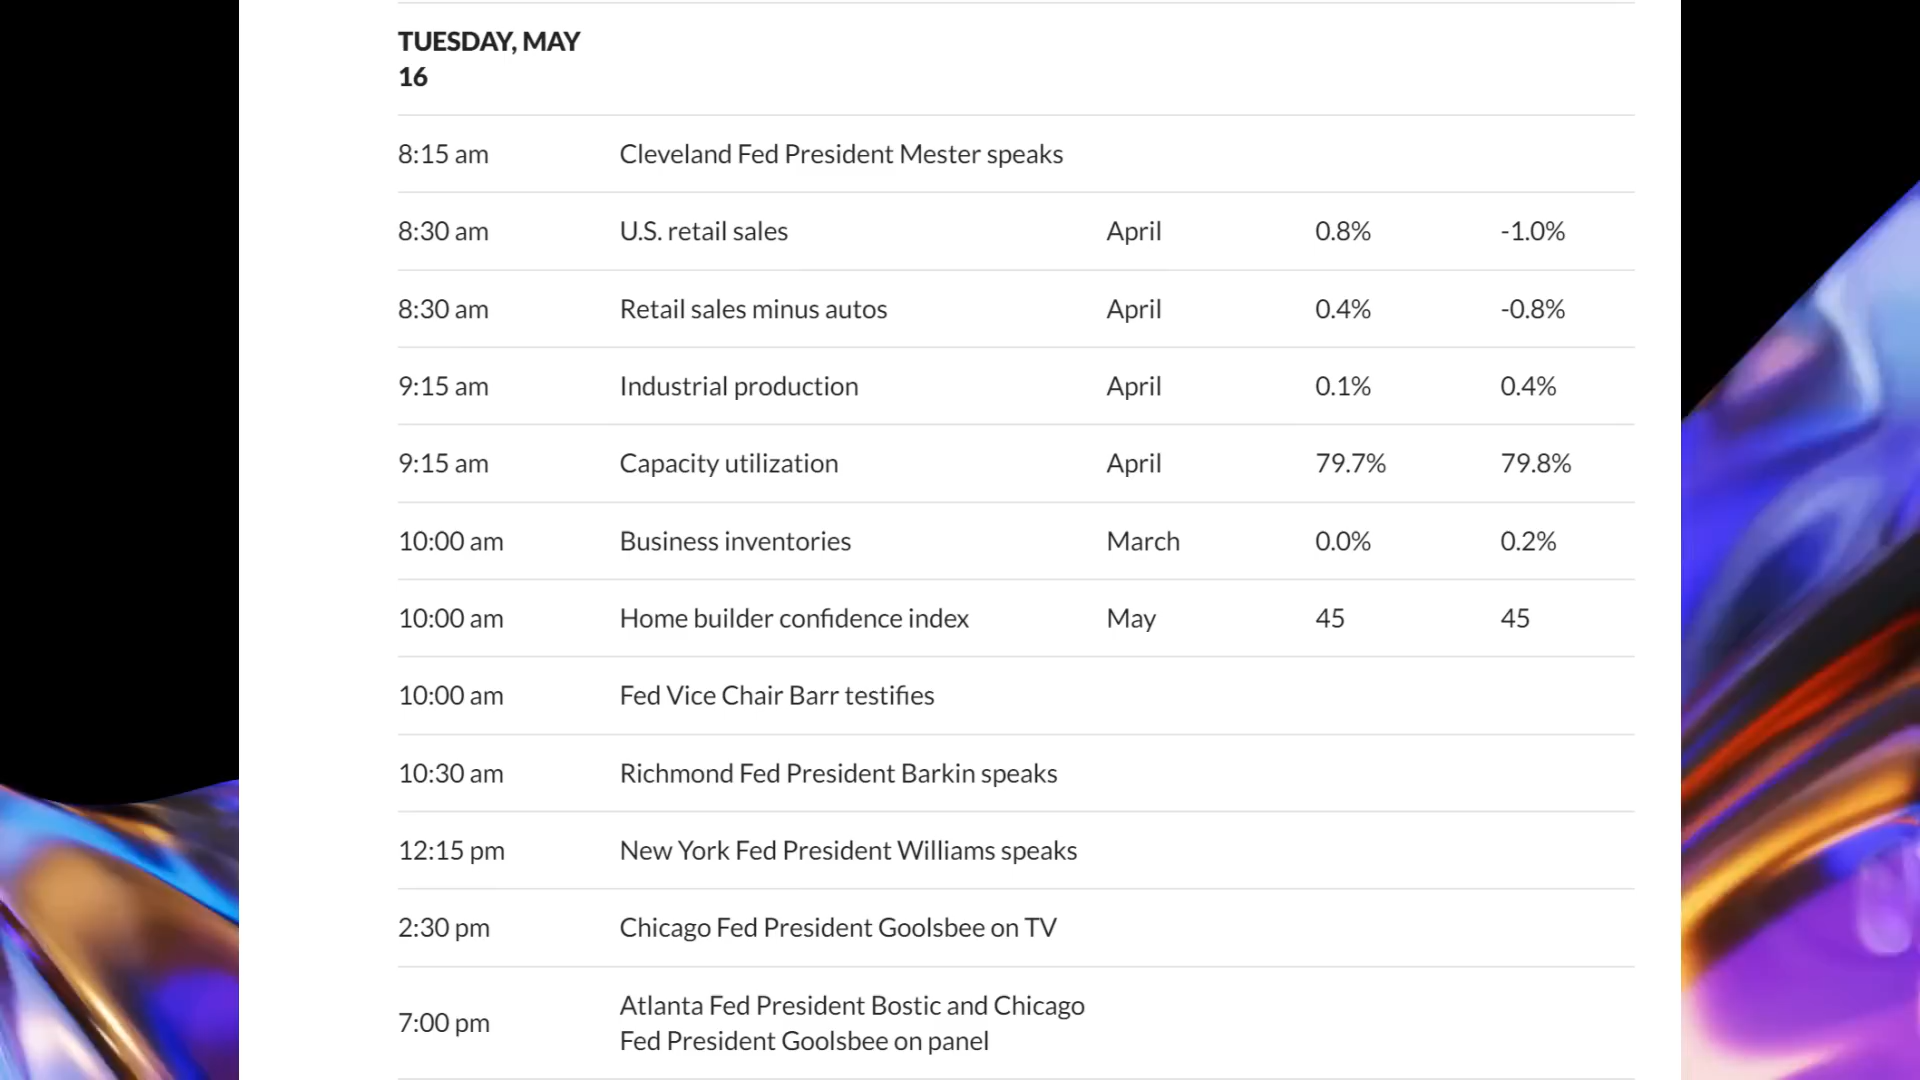 TUESDAY, MAY
16
8:15 am Cleveland Fed President Mester speaks
8:30 am U.S. retail sales April 0.8% -1.0%
8:30 am Retail sales minus autos April 0.4% -0.8%
9:15 am Industrial production April 0.1% 0.4%
9:15 am Capacity utilization April 79.7% 79.8%
10:00 am Business inventories March 0.0% 0.2%
10:00 am Home builder confidence index May 45 45
10:00 am Fed Vice Chair Barr testifies
10:30 am Richmond Fed President Barkin speaks
12:15 pm New York Fed President Williams speaks
2:30 pm Chicago Fed President Goolsbee on TV
7:00 pm Atlanta Fed President Bostic and Chicago
Fed President Goolsbee on panel